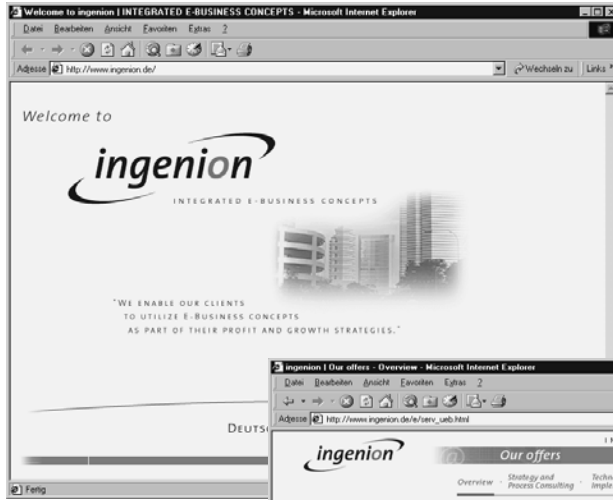 Welcome to ingenion | INTEGRATED E-BUSINESS CONCEPTS - Microsoft Internet Explorer
Datei Bearbeiten Ansicht Favoriten Extras ?
Adresse http://www.ingenion.de/ Wechseln zu Links »
Welcome to
ingenion
INTEGRATED E-BUSINESS CONCEPTS
"WE ENABLE OUR CLIENTS
TO UTILIZE E-BUSINESS CONCEPTS
AS PART OF THEIR PROFIT AND GROWTH STRATEGIES."
Fertig
ingenion | Our offers - Overview - Microsoft Internet Explorer
Datei Bearbeiten Ansicht Favoriten Extras ?
Adresse http://www.ingenion.de/e/serv_ueb.html
ingenion
@ Our offers
Overview · Strategy and Process Consulting ·